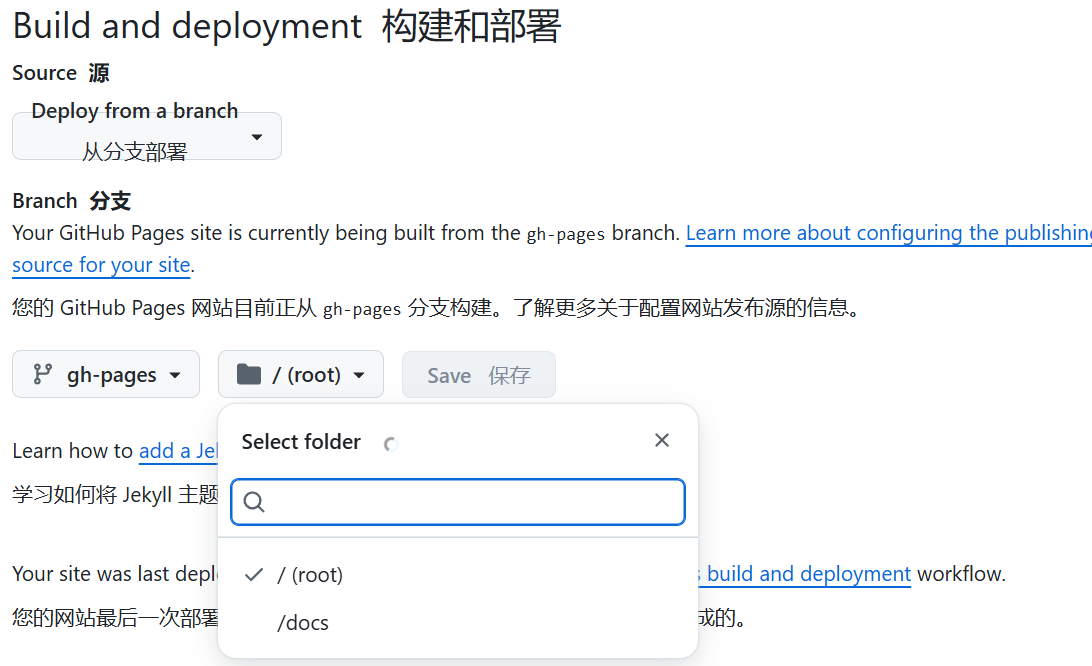 Build and deployment 构建和部署
Source 源
Deploy from a branch
从分支部署
Branch 分支
Your GitHub Pages site is currently being built from the gh-pages branch. Learn more about configuring the publishing
source for your site.
您的 GitHub Pages 网站目前正从 gh-pages 分支构建。了解更多关于配置网站发布源的信息。
gh-pages / (root) Save 保存
Select folder
Learn how to add a Jel
学习如何将 Jekyll 主题
/ (root)
Your site was last depl s build and deployment workflow.
您的网站最后一次部署 成的。
/docs